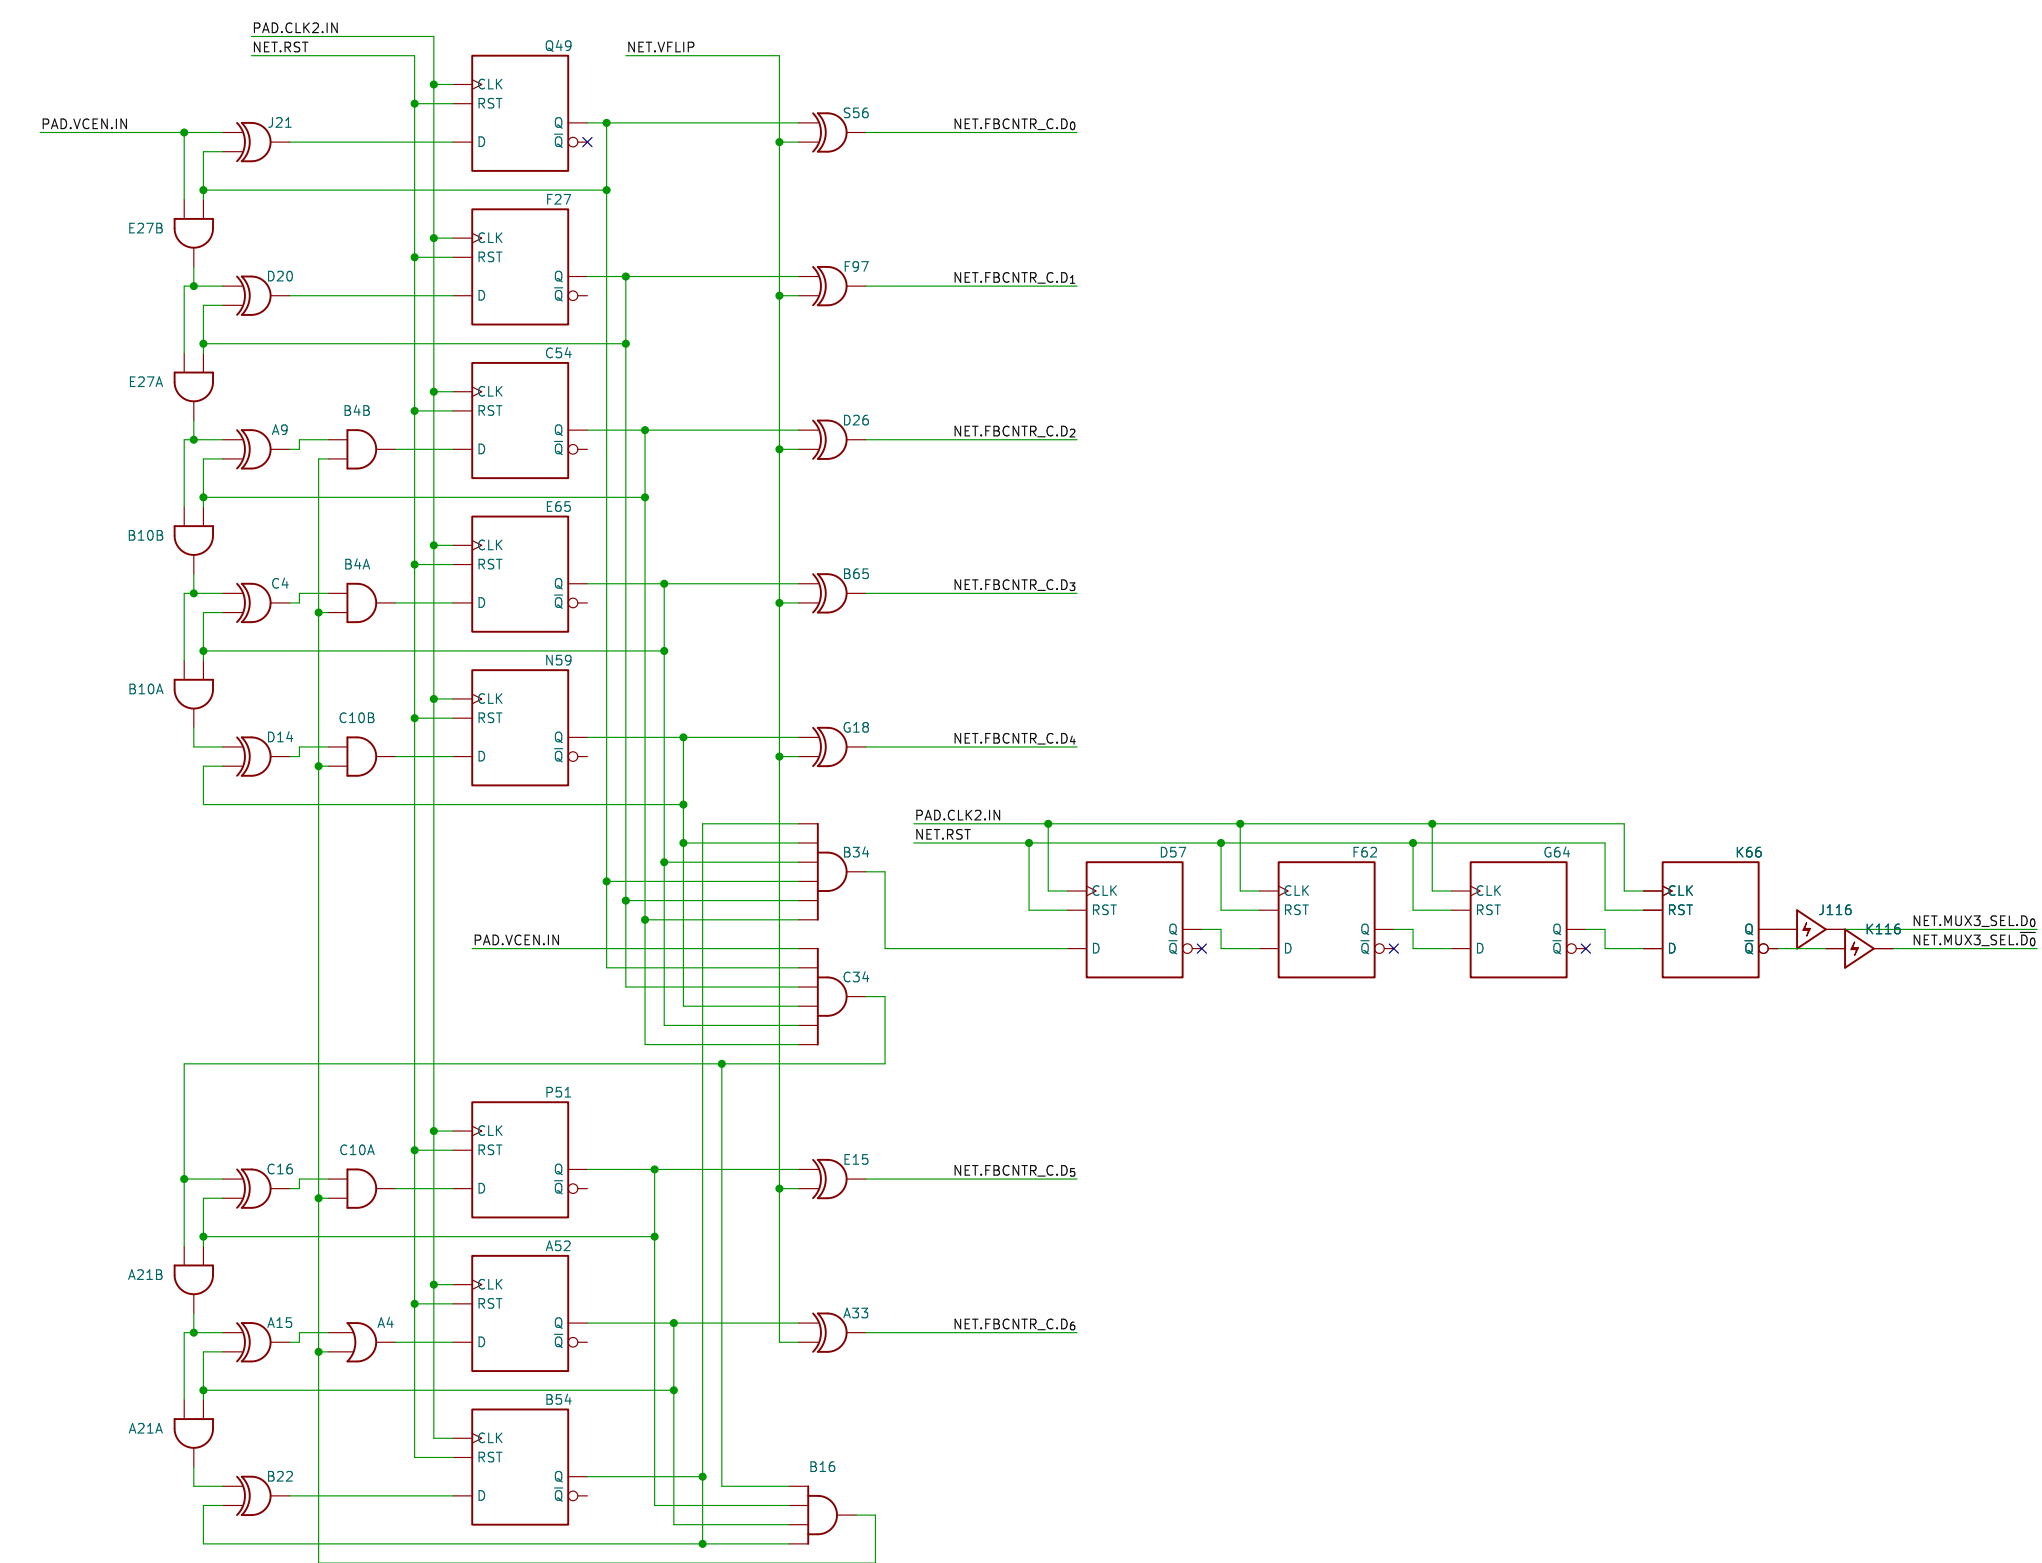 PAD.CLK2.IN
NET.RST
Q49
NET.VFLIP
CLK
RST
Q
D
Q̅
PAD.VCEN.IN
J21
S56
NET.FBCNTR_C.D0
E27B
F27
CLK
RST
Q
D
Q̅
D20
F97
NET.FBCNTR_C.D1
E27A
C54
CLK
RST
Q
D
Q̅
B4B
A9
D26
NET.FBCNTR_C.D2
B10B
E65
CLK
RST
Q
D
Q̅
B4A
C4
B65
NET.FBCNTR_C.D3
B10A
N59
CLK
RST
Q
D
Q̅
C10B
D14
G18
NET.FBCNTR_C.D4
PAD.CLK2.IN
NET.RST
B34
D57
CLK
RST
Q
D
Q̅
F62
CLK
RST
Q
D
Q̅
G64
CLK
RST
Q
D
Q̅
K66
CLK
RST
Q
D
Q̅
J116
NET.MUX3_SEL.D0
K116
NET.MUX3_SEL.D̅0̅
PAD.VCEN.IN
C34
P51
CLK
RST
Q
D
Q̅
C10A
C16
E15
NET.FBCNTR_C.D5
A21B
A52
CLK
RST
Q
D
Q̅
A15
A4
A33
NET.FBCNTR_C.D6
A21A
B54
CLK
RST
Q
D
Q̅
B22
B16